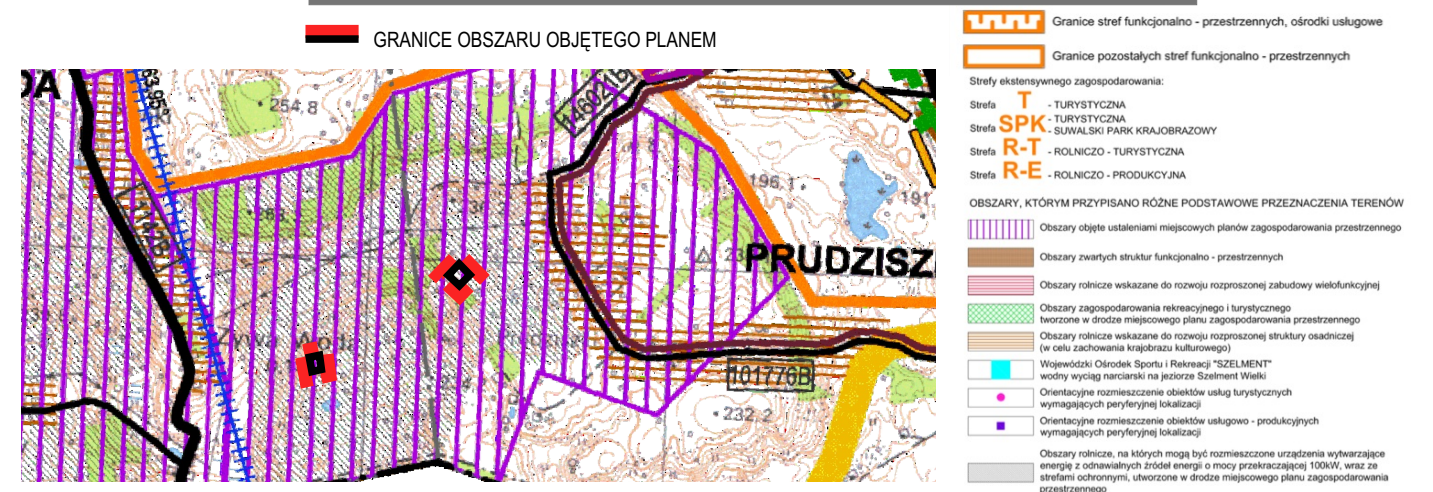 GRANICE OBSZARU OBJĘTEGO PLANEM
Granice stref funkcjonalno - przestrzennych, ośrodki usługowe
Granice pozostałych stref funkcjonalno - przestrzennych
Strefy ekstensywnego zagospodarowania:
Strefa T - TURYSTYCZNA
Strefa SPK - TURYSTYCZNA
- SUWALSKI PARK KRAJOBRAZOWY
Strefa R-T - ROLNICZO - TURYSTYCZNA
Strefa R-E - ROLNICZO - PRODUKCYJNA
OBSZARY, KTÓRYM PRZYPISANO RÓŻNE PODSTAWOWE PRZEZNACZENIA TERENÓW
Obszary objęte ustaleniami miejscowych planów zagospodarowania przestrzennego
Obszary zwartych struktur funkcjonalno - przestrzennych
Obszary rolnicze wskazane do rozwoju rozproszonej zabudowy wielofunkcyjnej
Obszary zagospodarowania rekreacyjnego i turystycznego
tworzone w drodze miejscowego planu zagospodarowania przestrzennego
Obszary rolnicze wskazane do rozwoju rozproszonej struktury osadniczej
(w celu zachowania krajobrazu kulturowego)
Wojewódzki Ośrodek Sportu i Rekreacji "SZELMENT"
wodny wyciąg narciarski na jeziorze Szelment Wielki
Orientacyjne rozmieszczenie obiektów usług turystycznych
wymagających peryferyjnej lokalizacji
Orientacyjne rozmieszczenie obiektów usługowo - produkcyjnych
wymagających peryferyjnej lokalizacji
Obszary rolnicze, na których mogą być rozmieszczone urządzenia wytwarzające
energię z odnawialnych źródeł energii o mocy przekraczającej 100kW, wraz ze
strefami ochronnymi, utworzone w drodze miejscowego planu zagospodarowania
przestrzennego
DA
254,8
196,1
191
PRUDZISZ
Żywa Woda
101776B
232,2